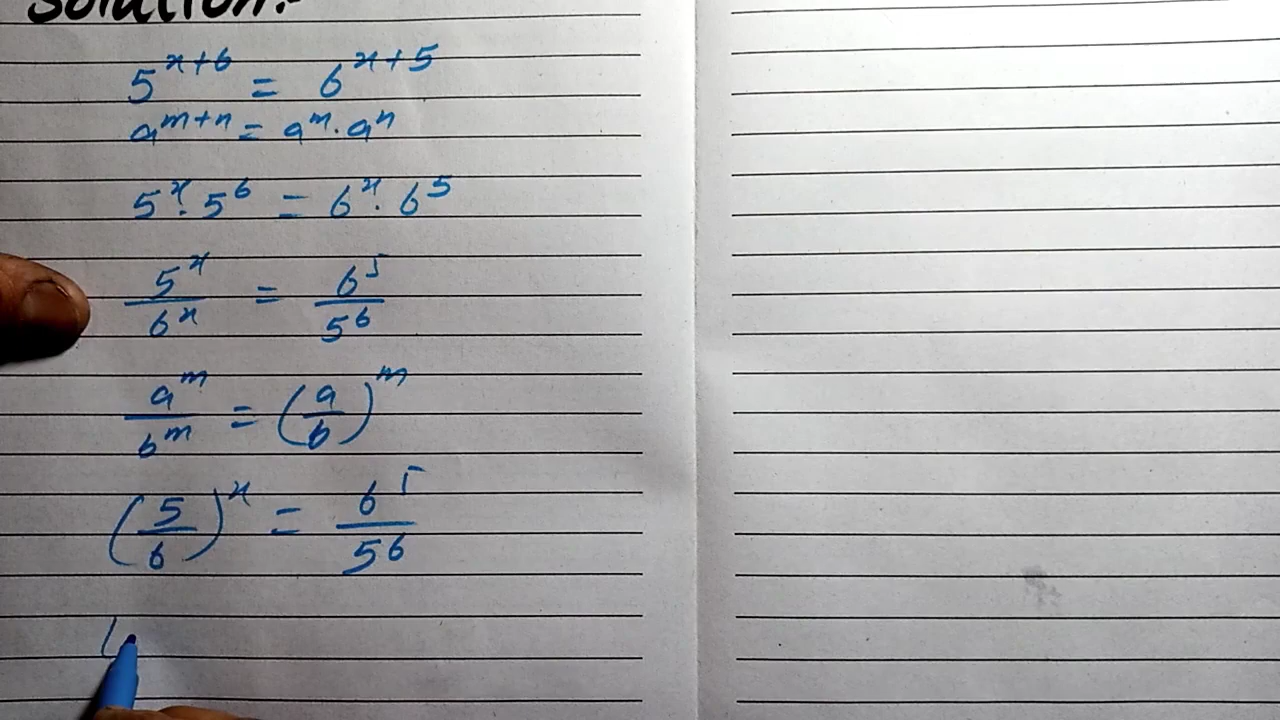 Solution:-
5^{x+6} = 6^{x+5}
a^{m+n} = a^m · a^n
5^x · 5^6 = 6^x · 6^5
5^x / 6^x = 6^5 / 5^6
a^m / b^m = (a/b)^m
(5/6)^x = 6^5 / 5^6
(